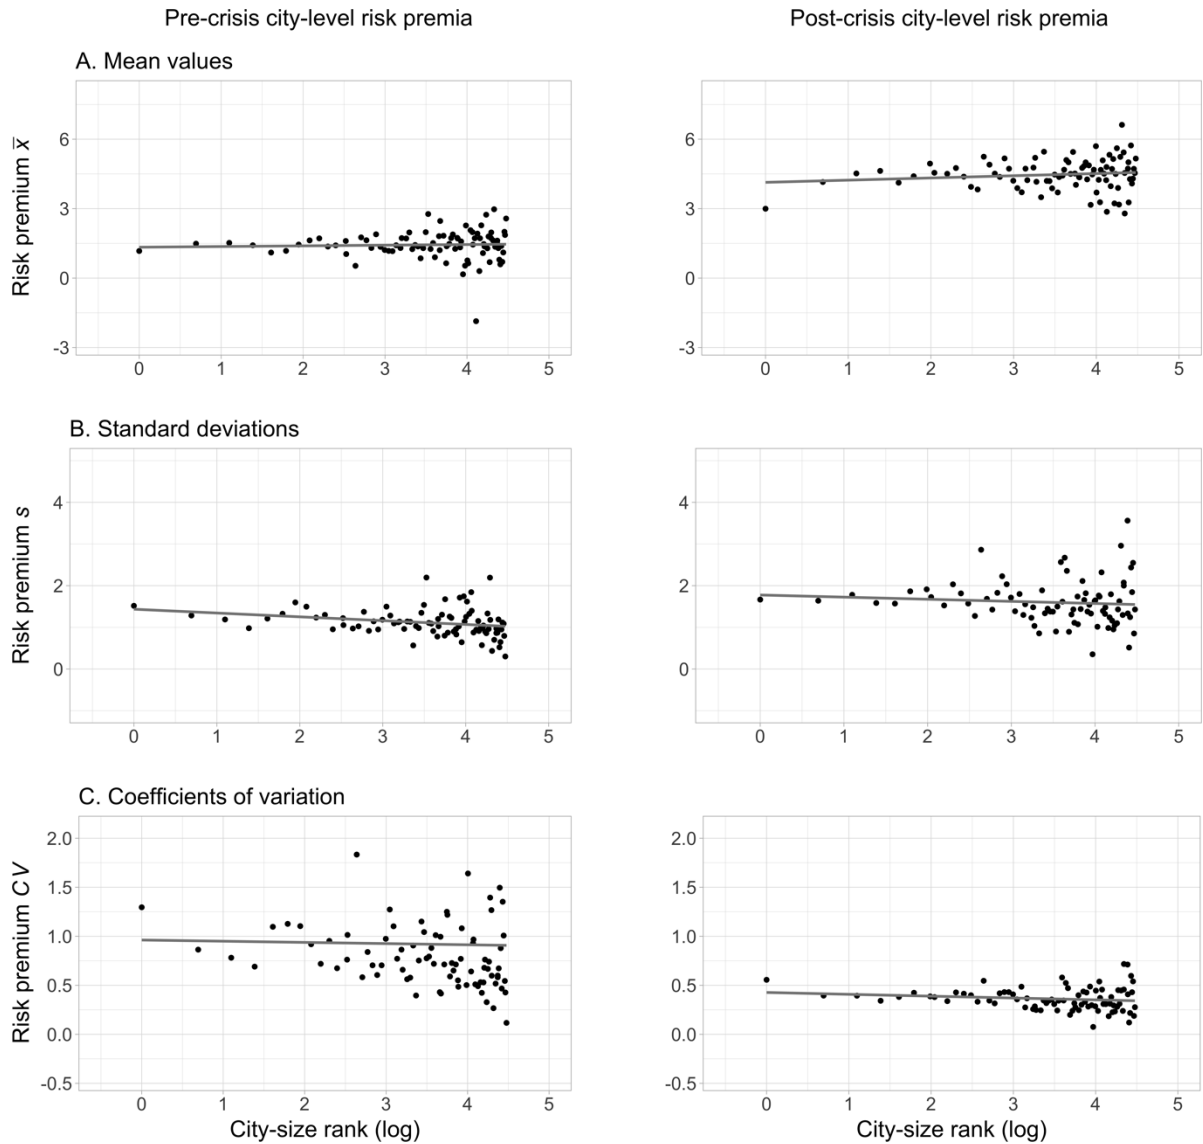 Pre-crisis city-level risk premia
Post-crisis city-level risk premia
A. Mean values
Risk premium x̅
6
3
0
-3
0 1 2 3 4 5
6
3
0
-3
0 1 2 3 4 5
B. Standard deviations
Risk premium s
4
2
0
0 1 2 3 4 5
4
2
0
0 1 2 3 4 5
C. Coefficients of variation
Risk premium CV
2.0
1.5
1.0
0.5
0.0
-0.5
0 1 2 3 4 5
City-size rank (log)
2.0
1.5
1.0
0.5
0.0
-0.5
0 1 2 3 4 5
City-size rank (log)